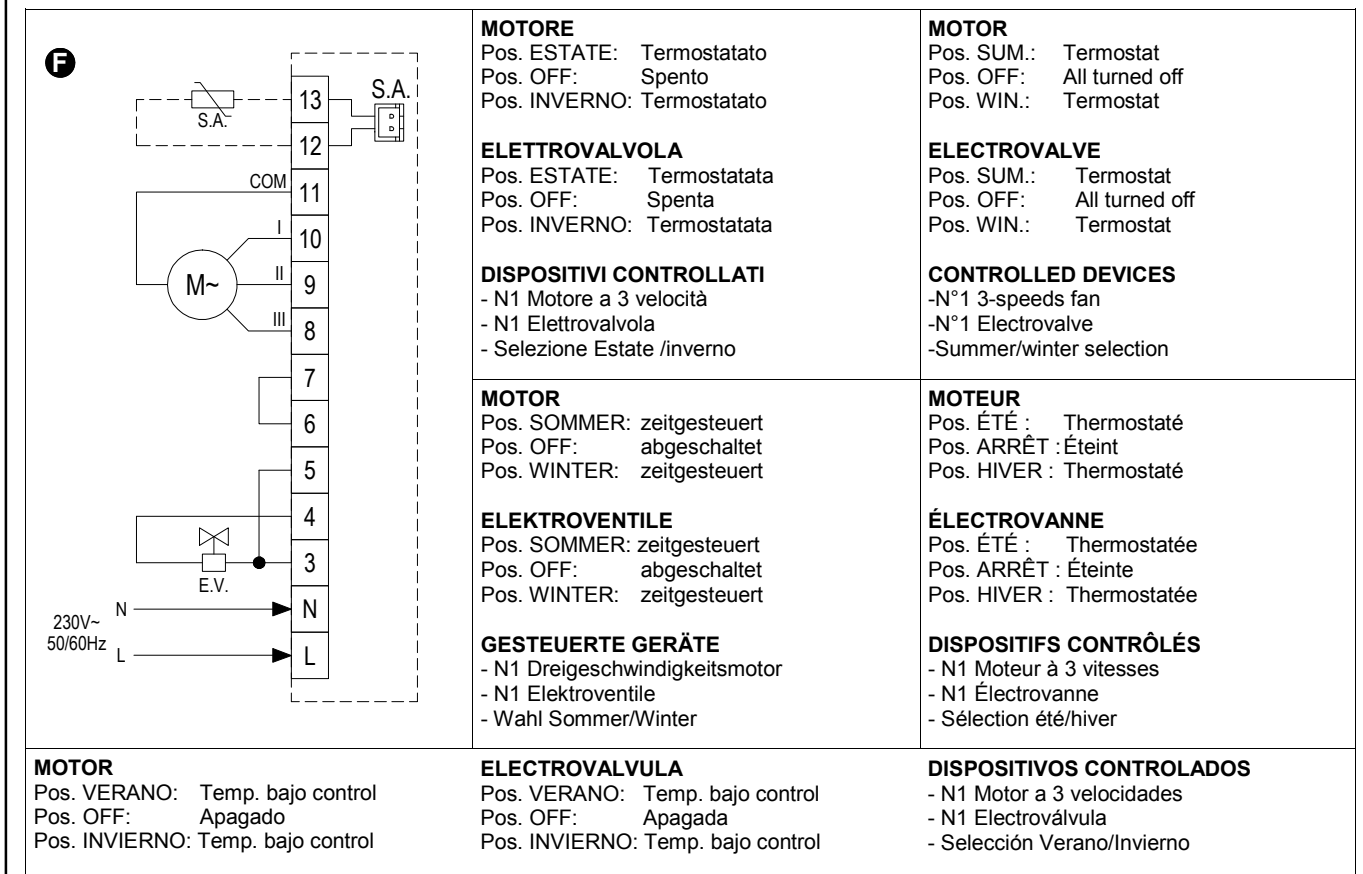 F
S.A.
S.A.
13
12
COM
11
I
10
II
M~
9
III
8
7
6
5
4
3
E.V.
N
N
230V~
50/60Hz
L
L
MOTORE
Pos. ESTATE: Termostatato
Pos. OFF: Spento
Pos. INVERNO: Termostatato
ELETTROVALVOLA
Pos. ESTATE: Termostatata
Pos. OFF: Spenta
Pos. INVERNO: Termostatata
DISPOSITIVI CONTROLLATI
- N1 Motore a 3 velocità
- N1 Elettrovalvola
- Selezione Estate /inverno
MOTOR
Pos. SUM.: Termostat
Pos. OFF: All turned off
Pos. WIN.: Termostat
ELECTROVALVE
Pos. SUM.: Termostat
Pos. OFF: All turned off
Pos. WIN.: Termostat
CONTROLLED DEVICES
-N°1 3-speeds fan
-N°1 Electrovalve
-Summer/winter selection
MOTOR
Pos. SOMMER: zeitgesteuert
Pos. OFF: abgeschaltet
Pos. WINTER: zeitgesteuert
ELEKTROVENTILE
Pos. SOMMER: zeitgesteuert
Pos. OFF: abgeschaltet
Pos. WINTER: zeitgesteuert
GESTEUERTE GERÄTE
- N1 Dreigeschwindigkeitsmotor
- N1 Elektroventile
- Wahl Sommer/Winter
MOTEUR
Pos. ÉTÉ : Thermostaté
Pos. ARRÊT : Éteint
Pos. HIVER : Thermostaté
ÉLECTROVANNE
Pos. ÉTÉ : Thermostatée
Pos. ARRÊT : Éteinte
Pos. HIVER : Thermostatée
DISPOSITIFS CONTRÔLÉS
- N1 Moteur à 3 vitesses
- N1 Électrovanne
- Sélection été/hiver
MOTOR
Pos. VERANO: Temp. bajo control
Pos. OFF: Apagado
Pos. INVIERNO: Temp. bajo control
ELECTROVALVULA
Pos. VERANO: Temp. bajo control
Pos. OFF: Apagada
Pos. INVIERNO: Temp. bajo control
DISPOSITIVOS CONTROLADOS
- N1 Motor a 3 velocidades
- N1 Electroválvula
- Selección Verano/Invierno